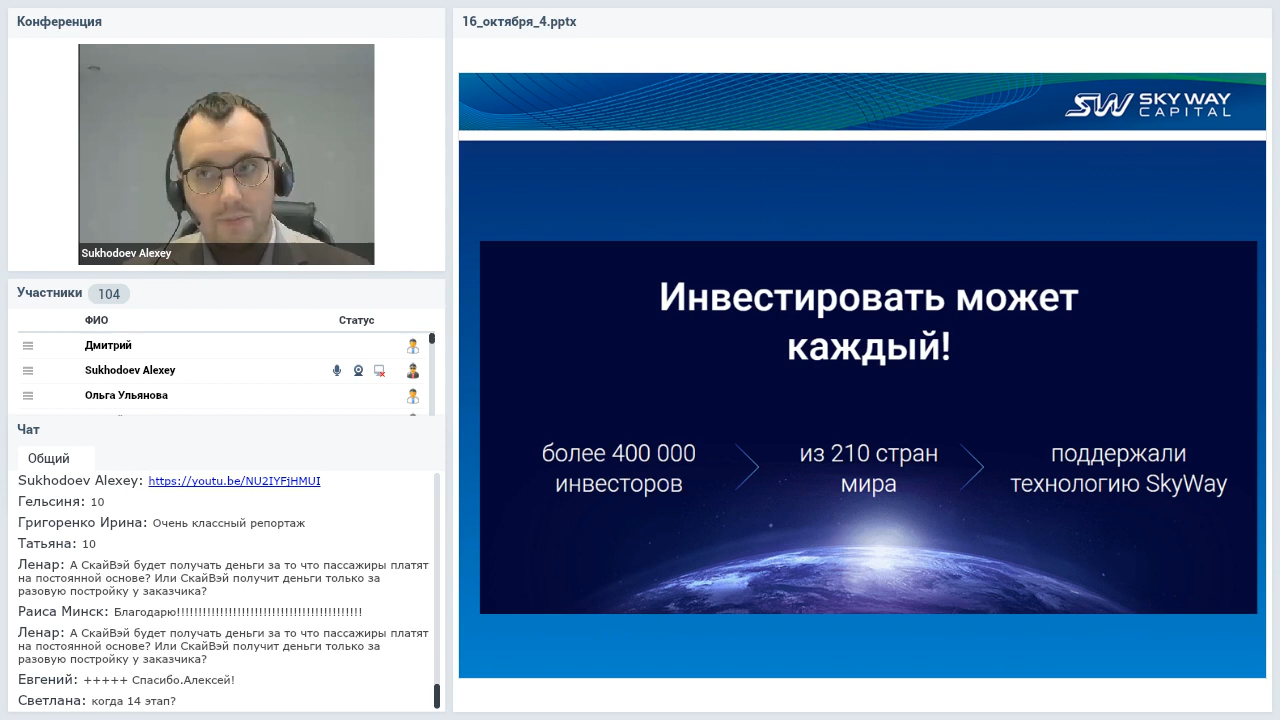 Конференция
Sukhodoev Alexey
Участники 104
ФИО Статус
Дмитрий
Sukhodoev Alexey
Ольга Ульянова
Чат
Общий
Sukhodoev Alexey: https://youtu.be/NU2IYFjHMUI
Гельсиня: 10
Григоренко Ирина: Очень классный репортаж
Татьяна: 10
Ленар: А СкайВэй будет получать деньги за то что пассажиры платят
на постоянной основе? Или СкайВэй получит деньги только за
разовую постройку у заказчика?
Раиса Минск: Благодарю!!!!!!!!!!!!!!!!!!!!!!!!!!!!!!!!!!!!!!!!!!!
Ленар: А СкайВэй будет получать деньги за то что пассажиры платят
на постоянной основе? Или СкайВэй получит деньги только за
разовую постройку у заказчика?
Евгений: +++++ Спасибо.Алексей!
Светлана: когда 14 этап?
16_октября_4.pptx
SW SKY WAY
CAPITAL
Инвестировать может
каждый!
более 400 000
инвесторов
из 210 стран
мира
поддержали
технологию SkyWay